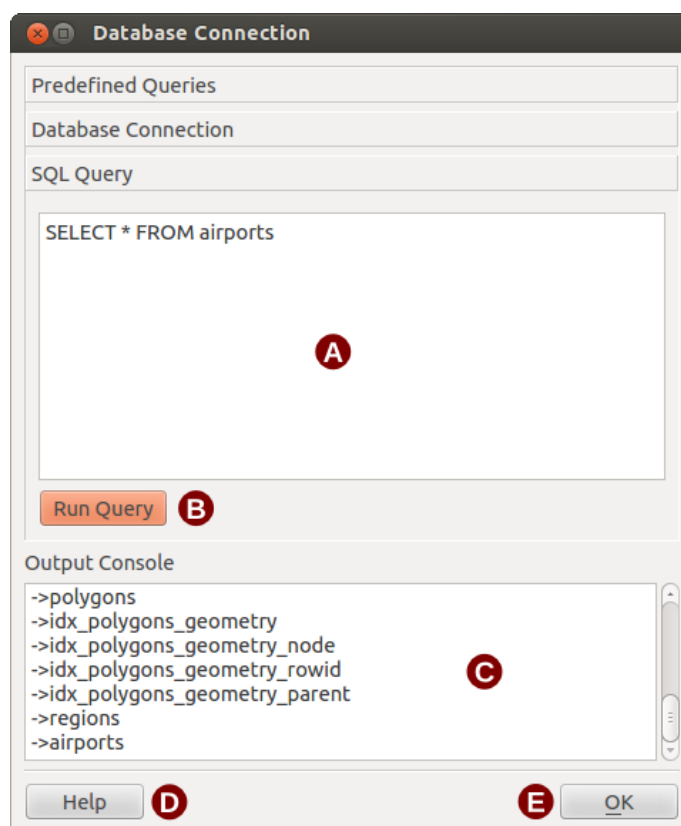 Database Connection
Predefined Queries
Database Connection
SQL Query
SELECT * FROM airports
A
Run Query B
Output Console
->polygons
->idx_polygons_geometry
->idx_polygons_geometry_node
->idx_polygons_geometry_rowid
->idx_polygons_geometry_parent
->regions
->airports
C
Help D E OK